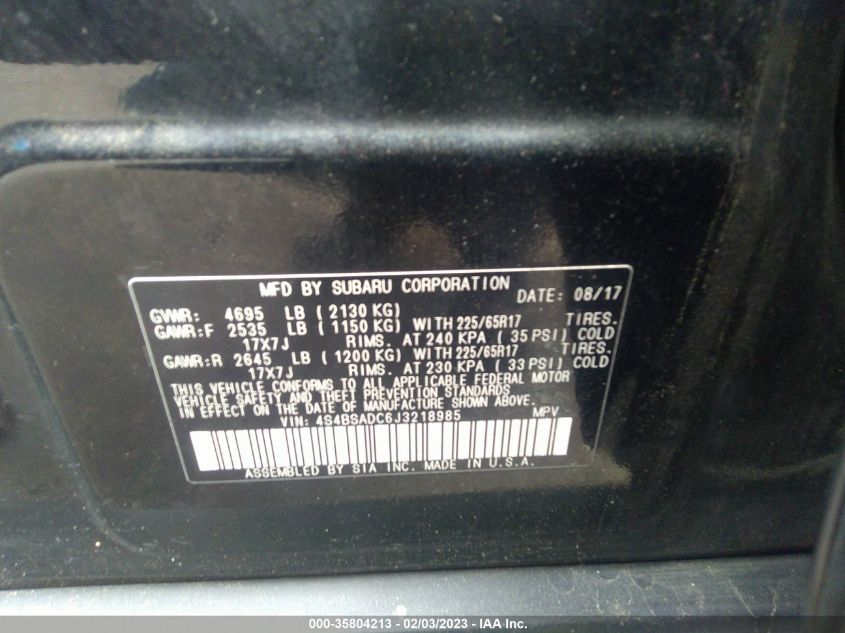 MFD BY SUBARU CORPORATION DATE: 08/17
GVWR: 4695 LB ( 2130 KG)
GAWR:F 2535 LB ( 1150 KG) WITH 225/65R17 TIRES.
17X7J RIMS. AT 240 KPA ( 35 PSI) COLD
GAWR:R 2645 LB ( 1200 KG) WITH 225/65R17 TIRES.
17X7J RIMS. AT 230 KPA ( 33 PSI) COLD
THIS VEHICLE CONFORMS TO ALL APPLICABLE FEDERAL MOTOR
VEHICLE SAFETY AND THEFT PREVENTION STANDARDS
IN EFFECT ON THE DATE OF MANUFACTURE SHOWN ABOVE.
VIN: 4S4BSADC6J3218985 MPV
ASSEMBLED BY SIA INC. MADE IN U.S.A.
000-35804213 - 02/03/2023 - IAA Inc.